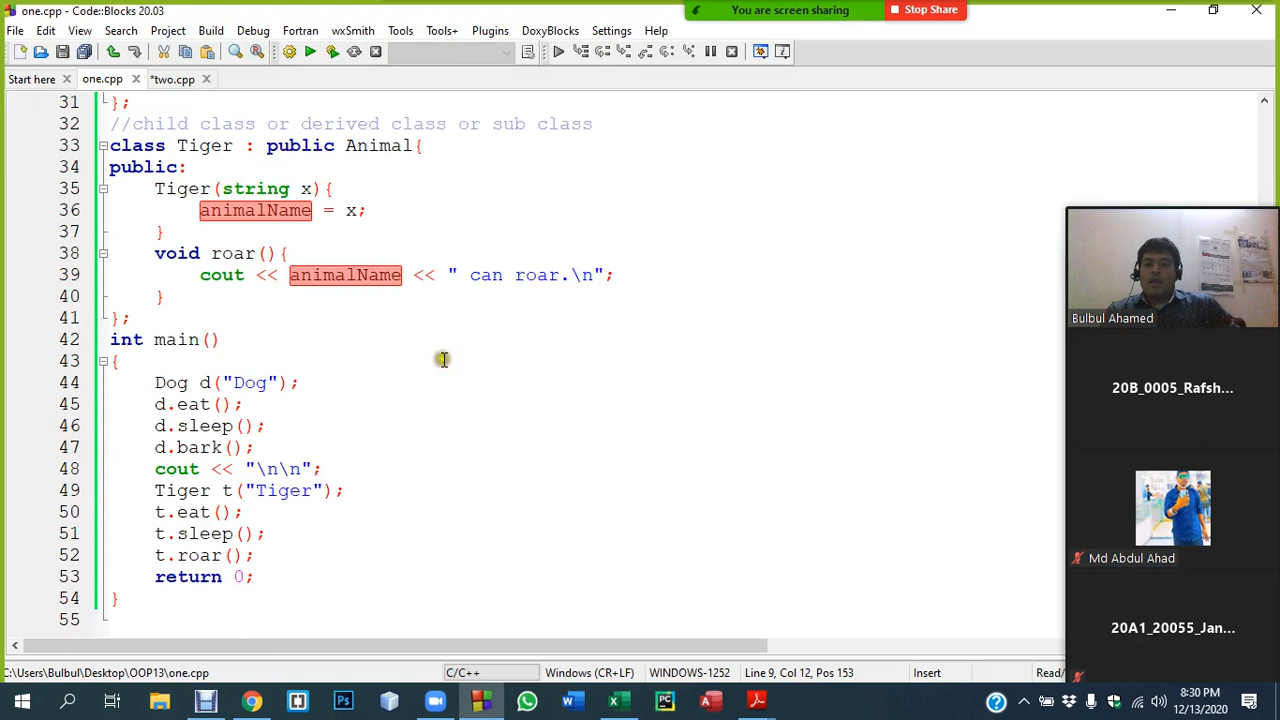 one.cpp - Code::Blocks 20.03
You are screen sharing
Stop Share
File Edit View Search Project Build Debug Fortran wxSmith Tools Tools+ Plugins DoxyBlocks Settings Help
Start here
one.cpp
*two.cpp
31 };
32 //child class or derived class or sub class
33 class Tiger : public Animal{
34 public:
35 Tiger(string x){
36 animalName = x;
37 }
38 void roar(){
39 cout << animalName << " can roar.\n";
40 }
41 };
42 int main()
43 {
44 Dog d("Dog");
45 d.eat();
46 d.sleep();
47 d.bark();
48 cout << "\n\n";
49 Tiger t("Tiger");
50 t.eat();
51 t.sleep();
52 t.roar();
53 return 0;
54 }
55
Bulbul Ahamed
20B_0005_Rafsh...
Md Abdul Ahad
20A1_20055_Jan...
C:\Users\Bulbul\Desktop\OOP13\one.cpp
C/C++
Windows (CR+LF)
WINDOWS-1252
Line 9, Col 12, Pos 153
Insert
Read/
8:30 PM
12/13/2020